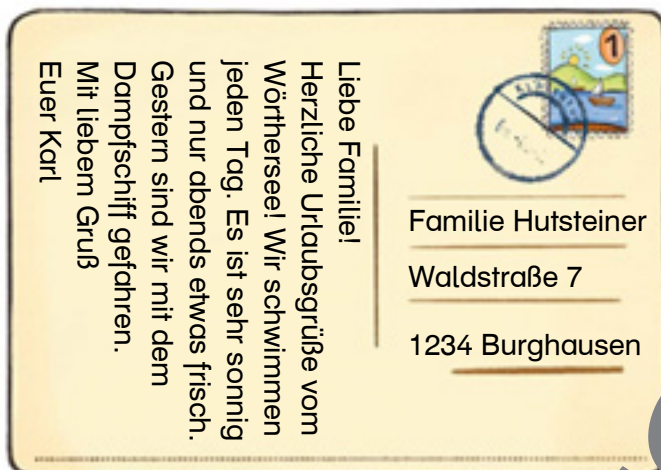 Liebe Familie!
Herzliche Urlaubsgrüße vom
Wörthersee! Wir schwimmen
jeden Tag. Es ist sehr sonnig
und nur abends etwas frisch.
Gestern sind wir mit dem
Dampfschiff gefahren.
Mit liebem Gruß
Euer Karl
1
Familie Hutsteiner
Waldstraße 7
1234 Burghausen